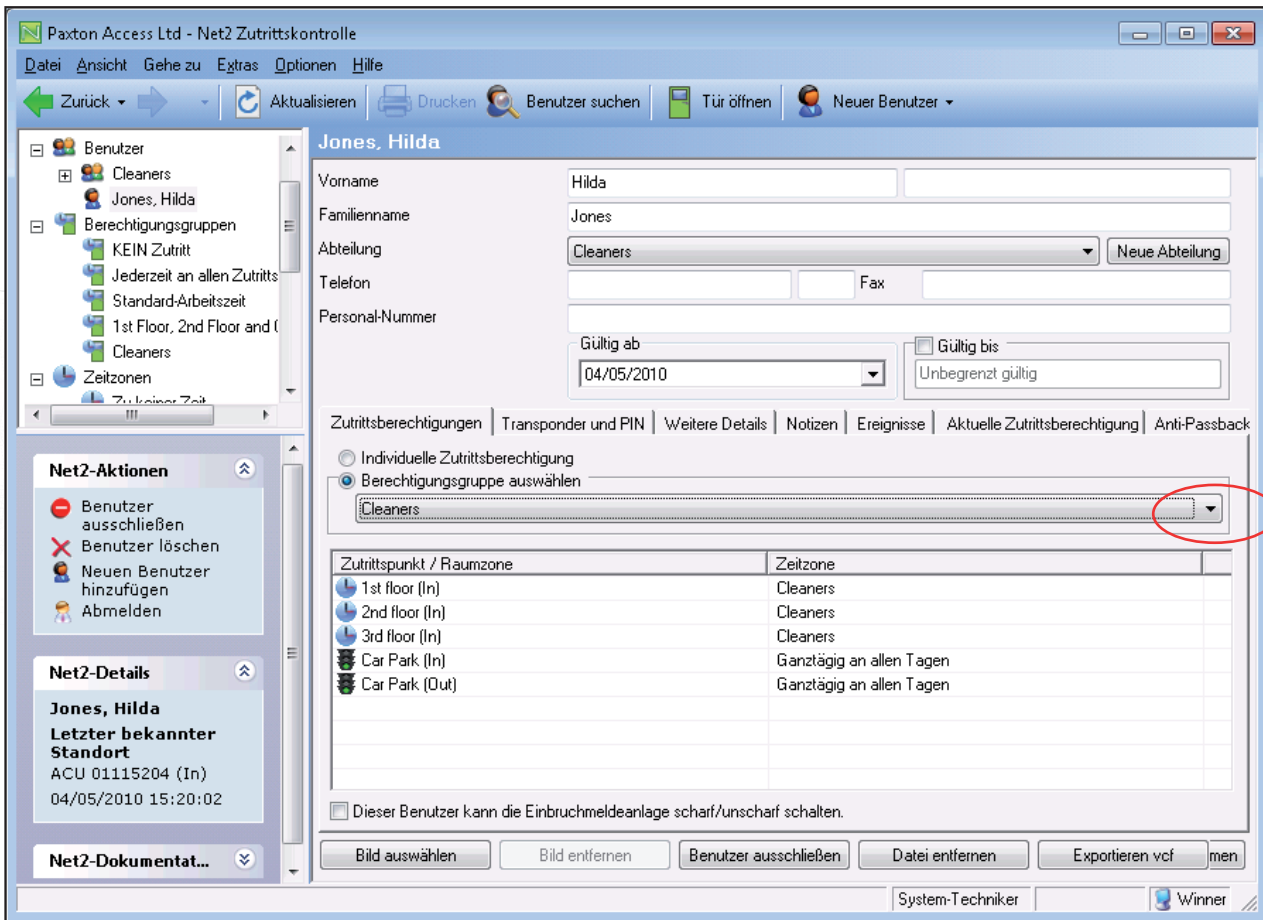 Paxton Access Ltd - Net2 Zutrittskontrolle
Datei Ansicht Gehe zu Extras Optionen Hilfe
Zurück Aktualisieren Drucken Benutzer suchen Tür öffnen Neuer Benutzer
Benutzer
Cleaners
Jones, Hilda
Berechtigungsgruppen
KEIN Zutritt
Jederzeit an allen Zutritts
Standard-Arbeitszeit
1st Floor, 2nd Floor and
Cleaners
Zeitzonen
Zu keiner Zeit
Net2-Aktionen
Benutzer
ausschließen
Benutzer löschen
Neuen Benutzer
hinzufügen
Abmelden
Net2-Details
Jones, Hilda
Letzter bekannter
Standort
ACU 01115204 (In)
04/05/2010 15:20:02
Net2-Dokumentat...
Jones, Hilda
Vorname Hilda
Familienname Jones
Abteilung Cleaners Neue Abteilung
Telefon Fax
Personal-Nummer
Gültig ab Gültig bis
04/05/2010 Unbegrenzt gültig
Zutrittsberechtigungen Transponder und PIN Weitere Details Notizen Ereignisse Aktuelle Zutrittsberechtigung Anti-Passback
Individuelle Zutrittsberechtigung
Berechtigungsgruppe auswählen
Cleaners
Zutrittspunkt / Raumzone Zeitzone
1st floor (In) Cleaners
2nd floor (In) Cleaners
3rd floor (In) Cleaners
Car Park (In) Ganztägig an allen Tagen
Car Park (Out) Ganztägig an allen Tagen
Dieser Benutzer kann die Einbruchmeldeanlage scharf/unscharf schalten.
Bild auswählen Bild entfernen Benutzer ausschließen Datei entfernen Exportieren vcf men
System-Techniker Winner